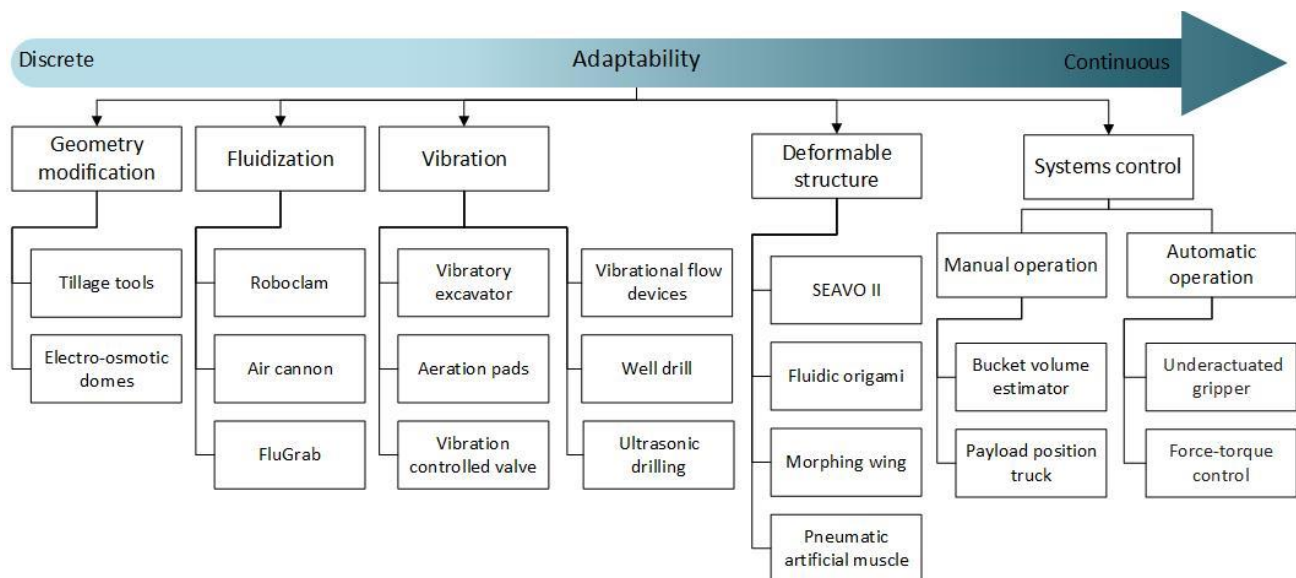 Discrete
Adaptability
Continuous
Geometry
modification
Fluidization
Vibration
Deformable
structure
Systems control
Tillage tools
Electro-osmotic
domes
Roboclam
Air cannon
FluGrab
Vibratory
excavator
Aeration pads
Vibration
controlled valve
Vibrational flow
devices
Well drill
Ultrasonic
drilling
SEAVO II
Fluidic origami
Morphing wing
Pneumatic
artificial muscle
Manual operation
Bucket volume
estimator
Payload position
truck
Automatic
operation
Underactuated
gripper
Force-torque
control